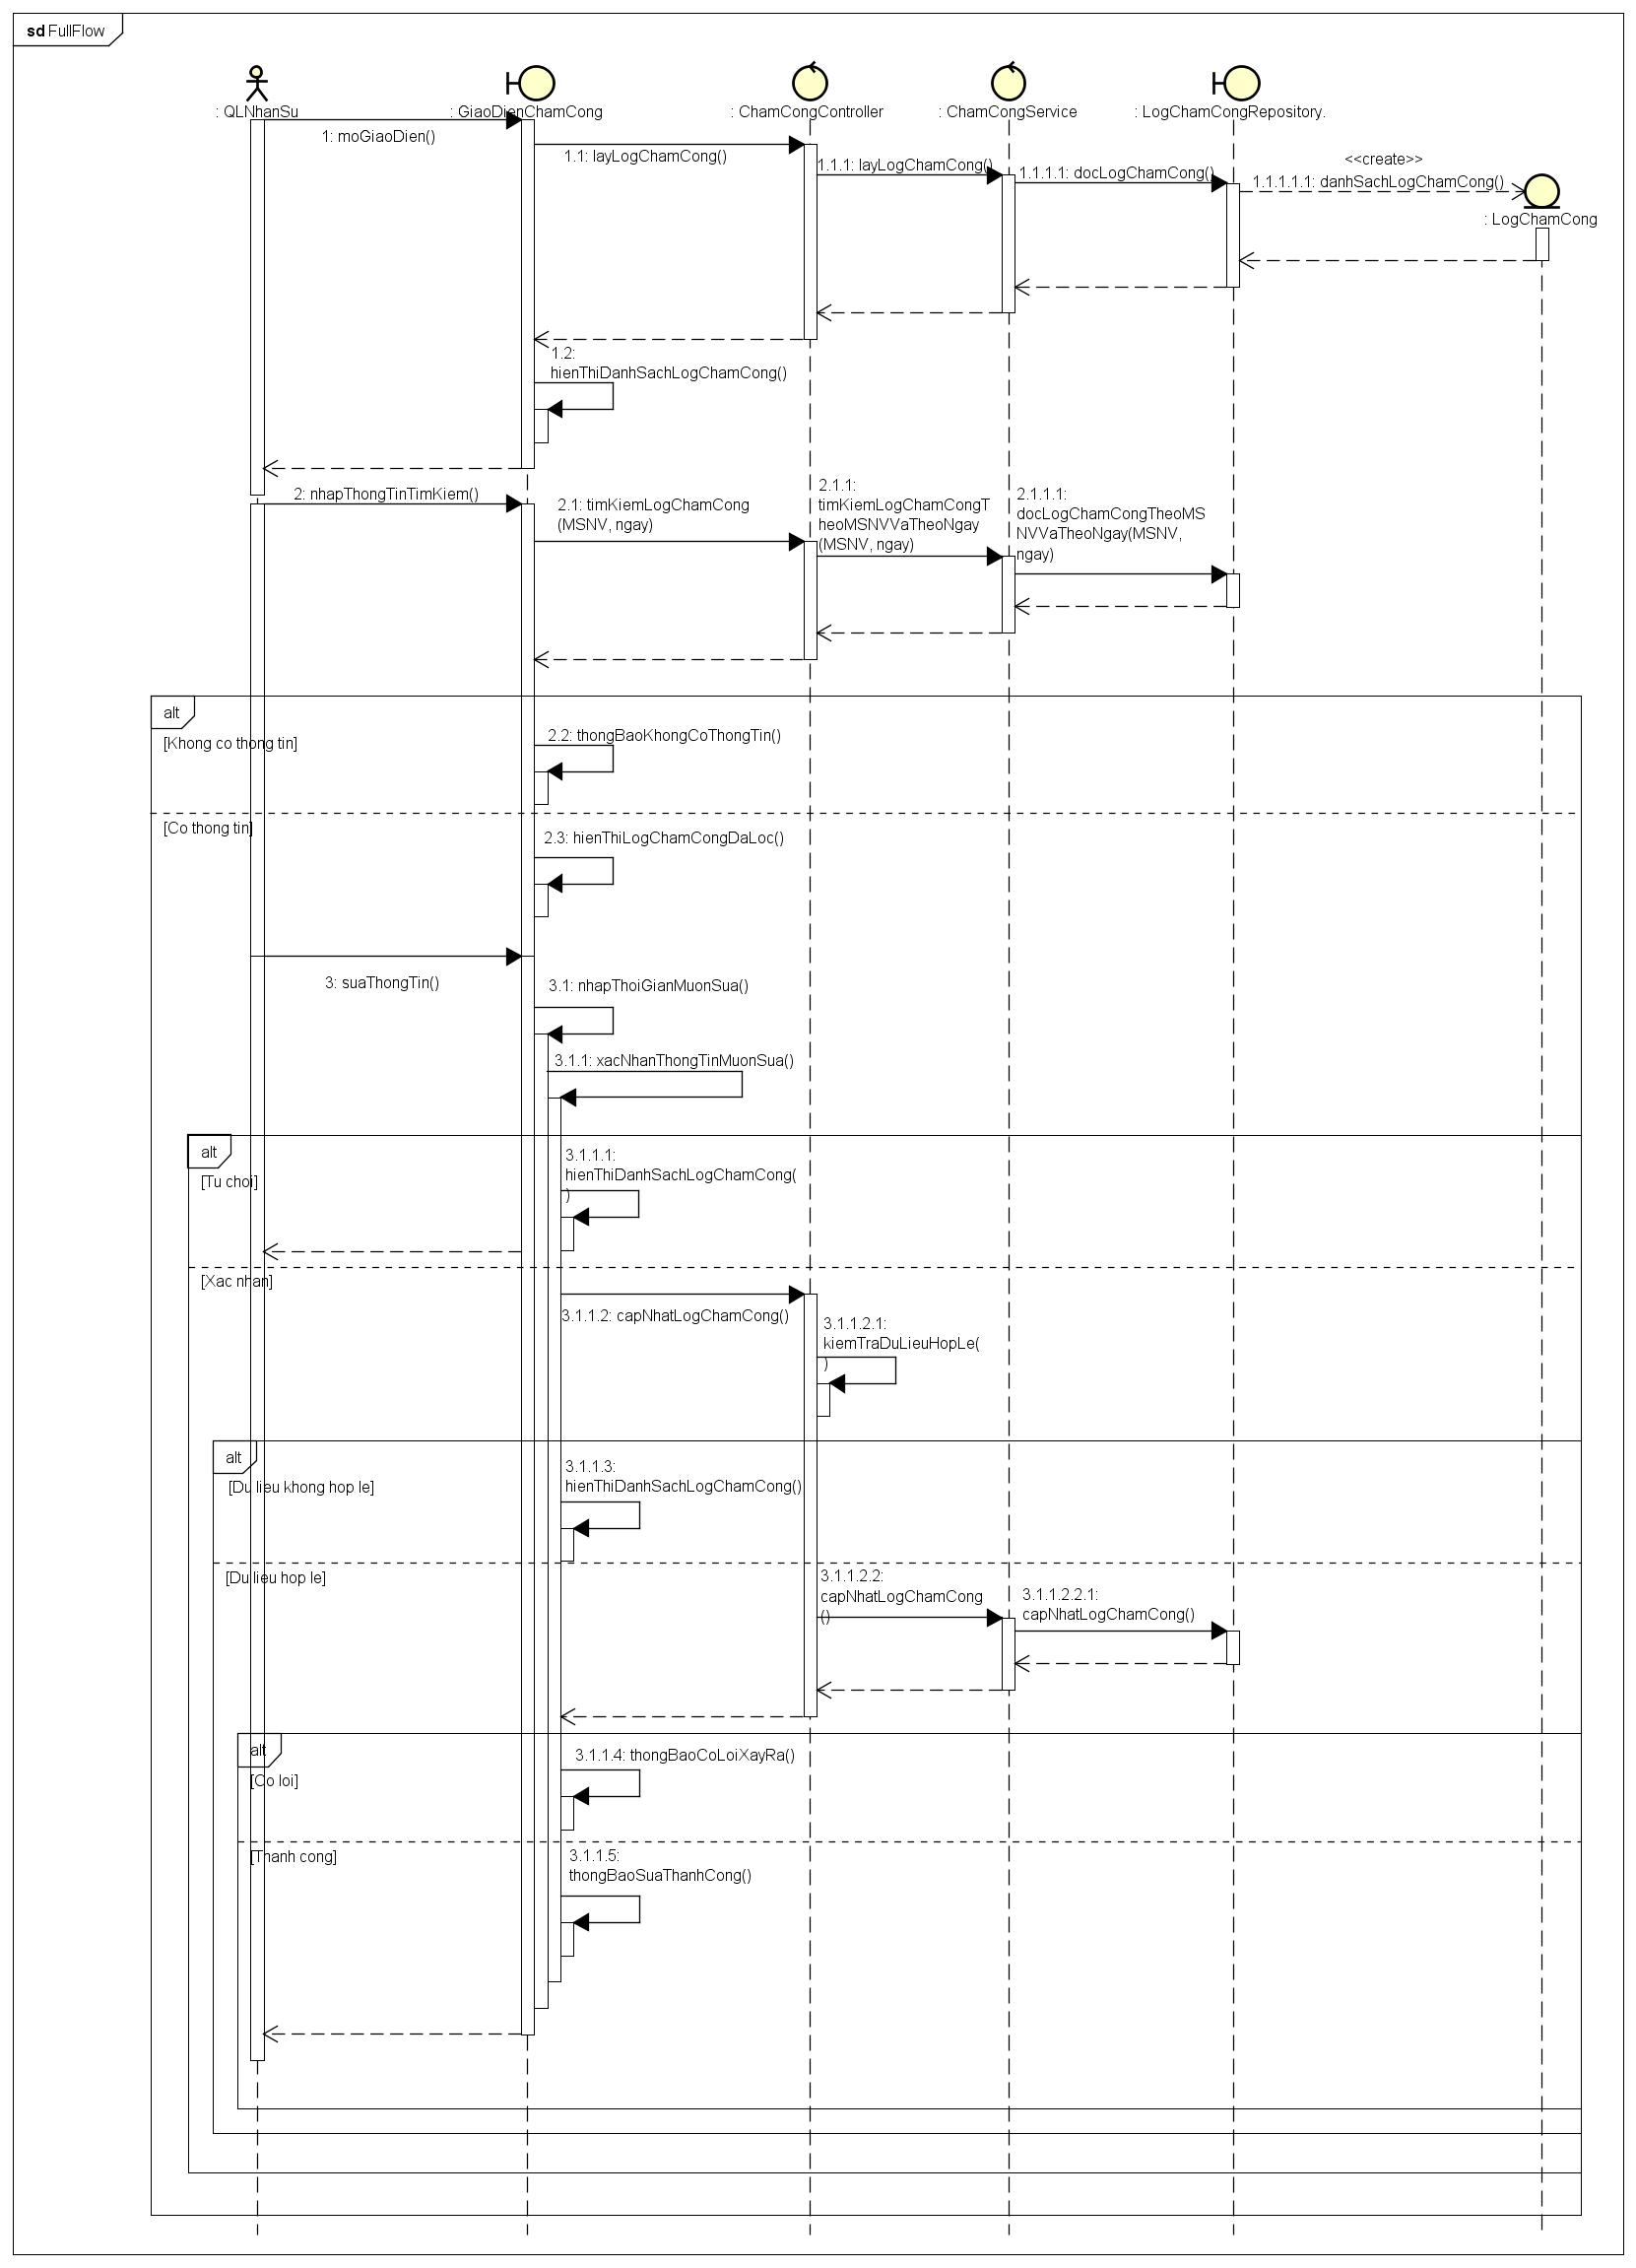 sd FullFlow
: QLNhanSu
: GiaoDienChamCong
: ChamCongController
: ChamCongService
: LogChamCongRepository.
1: moGiaoDien()
1.1: layLogChamCong()
1.1.1: layLogChamCong()
1.1.1.1: docLogChamCong()
<<create>>
1.1.1.1.1: danhSachLogChamCong()
: LogChamCong
1.2:
hienThiDanhSachLogChamCong()
2: nhapThongTinTimKiem()
2.1: timKiemLogChamCong
(MSNV, ngay)
2.1.1:
timKiemLogChamCongT
heoMSNVVaTheoNgay
(MSNV, ngay)
2.1.1.1:
docLogChamCongTheoMS
NVVaTheoNgay(MSNV,
ngay)
alt
[Khong co thong tin]
2.2: thongBaoKhongCoThongTin()
[Co thong tin]
2.3: hienThiLogChamCongDaLoc()
3: suaThongTin()
3.1: nhapThoiGianMuonSua()
3.1.1: xacNhanThongTinMuonSua()
alt
[Tu choi]
3.1.1.1:
hienThiDanhSachLogChamCong(
)
[Xac nhan]
3.1.1.2: capNhatLogChamCong()
3.1.1.2.1:
kiemTraDuLieuHopLe(
)
alt
[Du lieu khong hop le]
3.1.1.3:
hienThiDanhSachLogChamCong()
[Du lieu hop le]
3.1.1.2.2:
capNhatLogChamCong
()
3.1.1.2.2.1:
capNhatLogChamCong()
alt
[Co loi]
3.1.1.4: thongBaoCoLoiXayRa()
[Thanh cong]
3.1.1.5:
thongBaoSuaThanhCong()